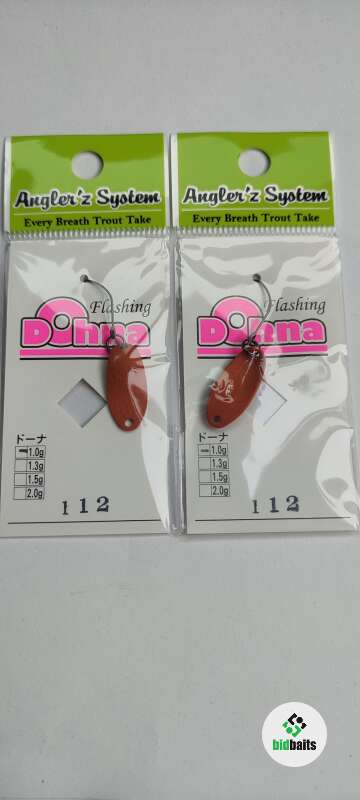 Angler'z System
Every Breath Trout Take
Flashing
Dohna
ドーナ
1.0g
1.3g
1.5g
2.0g
112
Angler'z System
Every Breath Trout Take
Flashing
Dohna
ドーナ
1.0g
1.3g
1.5g
2.0g
112
bidbaits